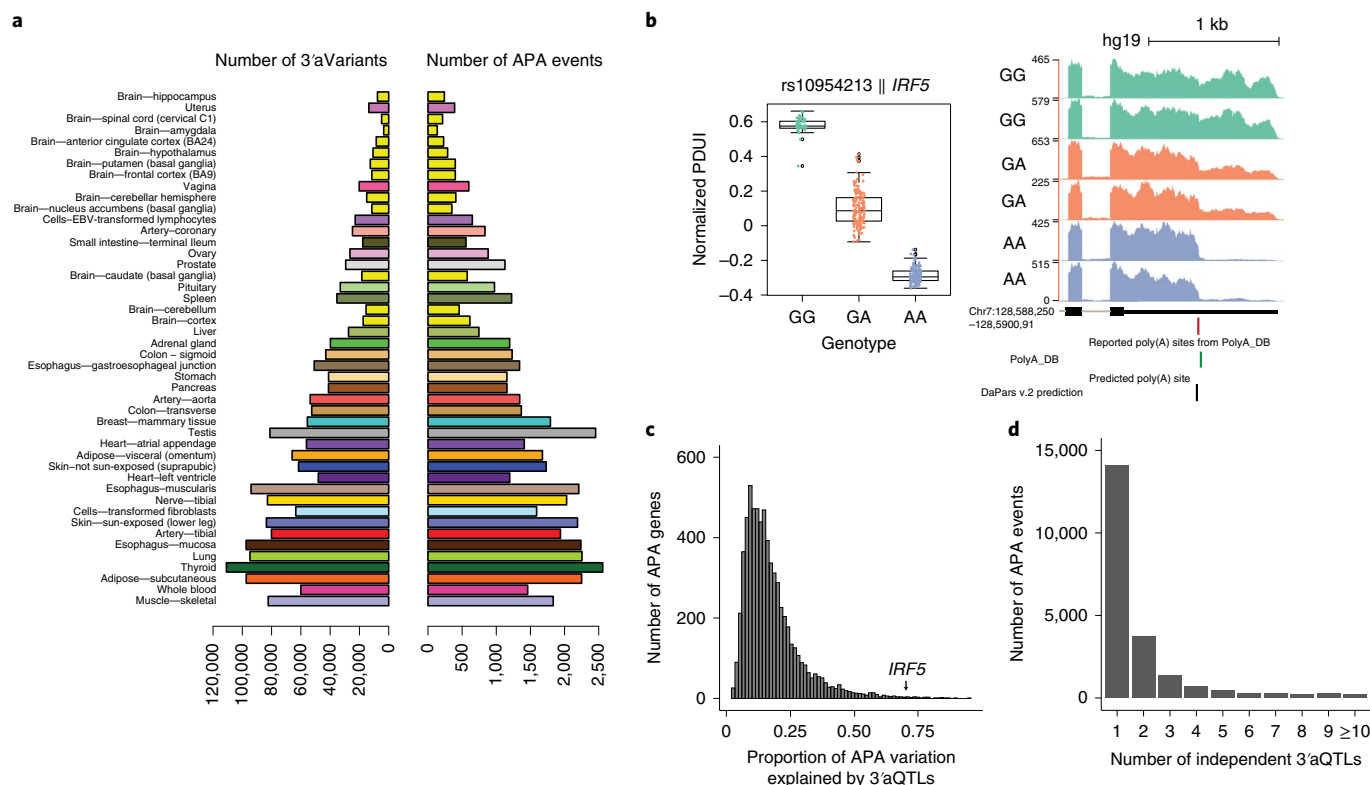 a
Number of 3′aVariants
Number of APA events
Brain—hippocampus
Uterus
Brain—spinal cord (cervical C1)
Brain—amygdala
Brain—anterior cingulate cortex (BA24)
Brain—hypothalamus
Brain—putamen (basal ganglia)
Brain—frontal cortex (BA9)
Vagina
Brain—cerebellar hemisphere
Brain—nucleus accumbens (basal ganglia)
Cells–EBV-transformed lymphocytes
Artery—coronary
Small intestine—terminal Ileum
Ovary
Prostate
Brain—caudate (basal ganglia)
Pituitary
Spleen
Brain—cerebellum
Brain—cortex
Liver
Adrenal gland
Colon – sigmoid
Esophagus—gastroesophageal junction
Stomach
Pancreas
Artery—aorta
Colon—transverse
Breast—mammary tissue
Testis
Heart—atrial appendage
Adipose—visceral (omentum)
Skin–not sun-exposed (suprapubic)
Heart–left ventricle
Esophagus–muscularis
Nerve—tibial
Cells—transformed fibroblasts
Skin—sun-exposed (lower leg)
Artery—tibial
Esophagus—mucosa
Lung
Thyroid
Adipose—subcutaneous
Whole blood
Muscle—skeletal
120,000
100,000
80,000
60,000
40,000
20,000
0
0
500
1,000
1,500
2,000
2,500
b
rs10954213 || IRF5
Normalized PDUI
0.6
0.4
0.2
0
−0.2
−0.4
GG
GA
AA
Genotype
1 kb
hg19
465
GG
579
GG
653
GA
225
GA
425
AA
515
AA
0
Chr7:128,588,250
−128,5900,91
Reported poly(A) sites from PolyA_DB
PolyA_DB
Predicted poly(A) site
DaPars v.2 prediction
c
Number of APA genes
600
400
200
0
IRF5
0
0.25
0.50
0.75
Proportion of APA variation
explained by 3′aQTLs
d
Number of APA events
15,000
10,000
5,000
0
1
2
3
4
5
6
7
8
9
≥10
Number of independent 3′aQTLs